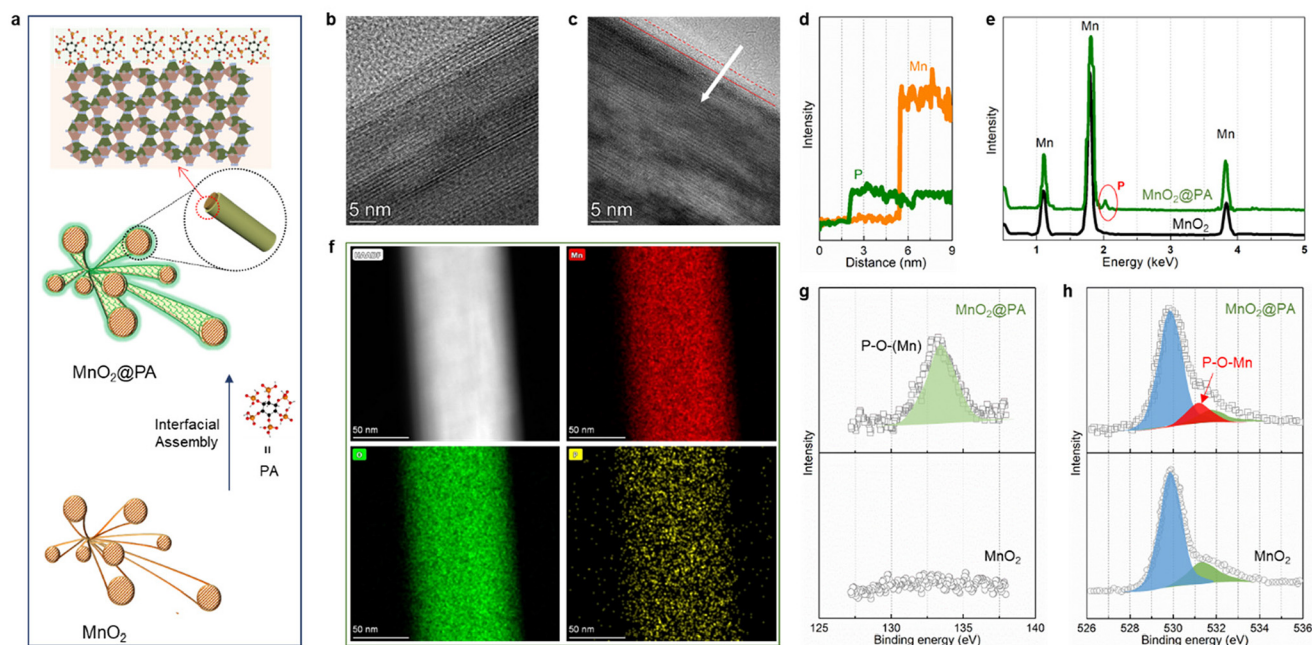 a
MnO2@PA
Interfacial
Assembly
=
PA
MnO2
b
5 nm
c
5 nm
d
Mn
P
Intensity
0 3 6 9
Distance (nm)
e
Mn
Mn
Mn
P
MnO2@PA
MnO2
Intensity
1 2 3 4 5
Energy (keV)
f
HAADF
50 nm
Mn
50 nm
O
50 nm
P
50 nm
g
MnO2@PA
P-O-(Mn)
MnO2
Intensity
125 130 135 140
Binding energy (eV)
h
MnO2@PA
P-O-Mn
MnO2
Intensity
526 528 530 532 534 536
Binding energy (eV)